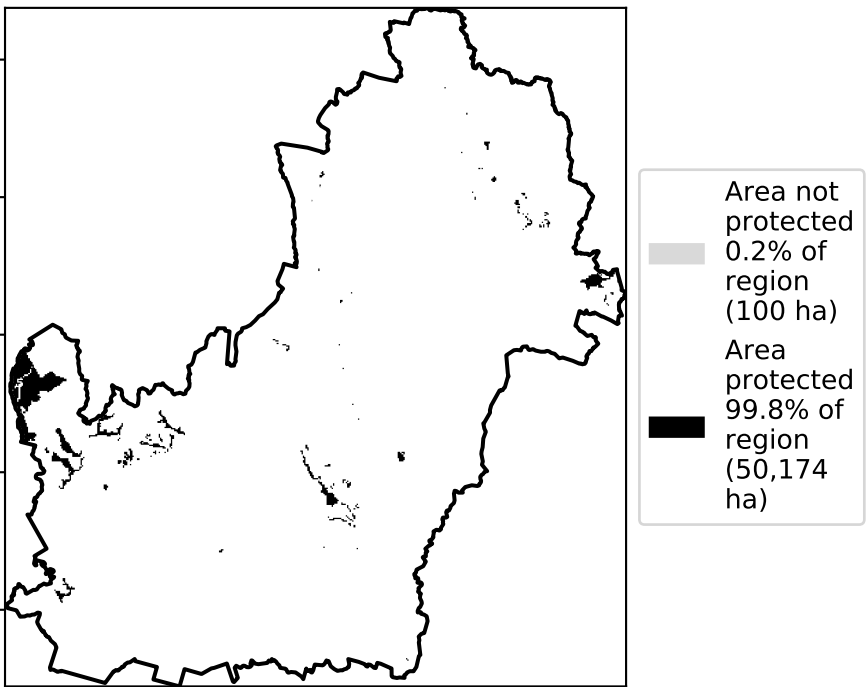 Area not
protected
0.2% of
region
(100 ha)
Area
protected
99.8% of
region
(50,174
ha)